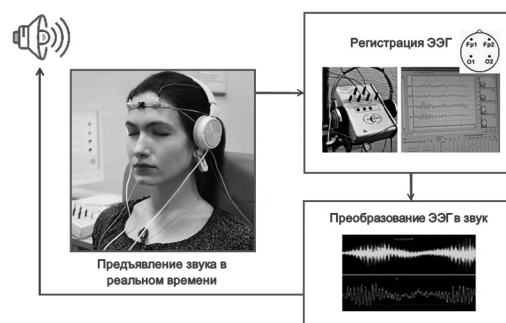 Регистрация ЭЭГ
Fp1 Fp2
O1 O2
Преобразование ЭЭГ в звук
Предъявление звука в
реальном времени